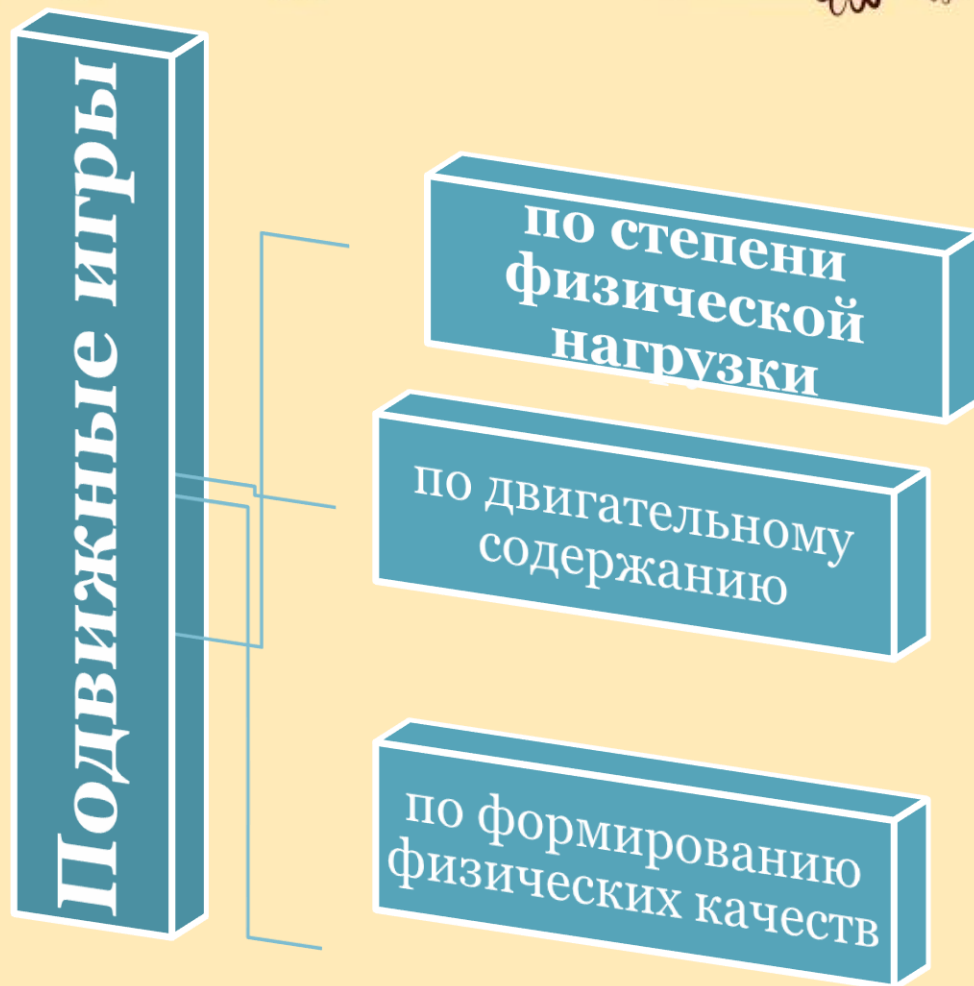 Подвижные игры
по степени
физической
нагрузки
по двигательному
содержанию
по формированию
физических качеств